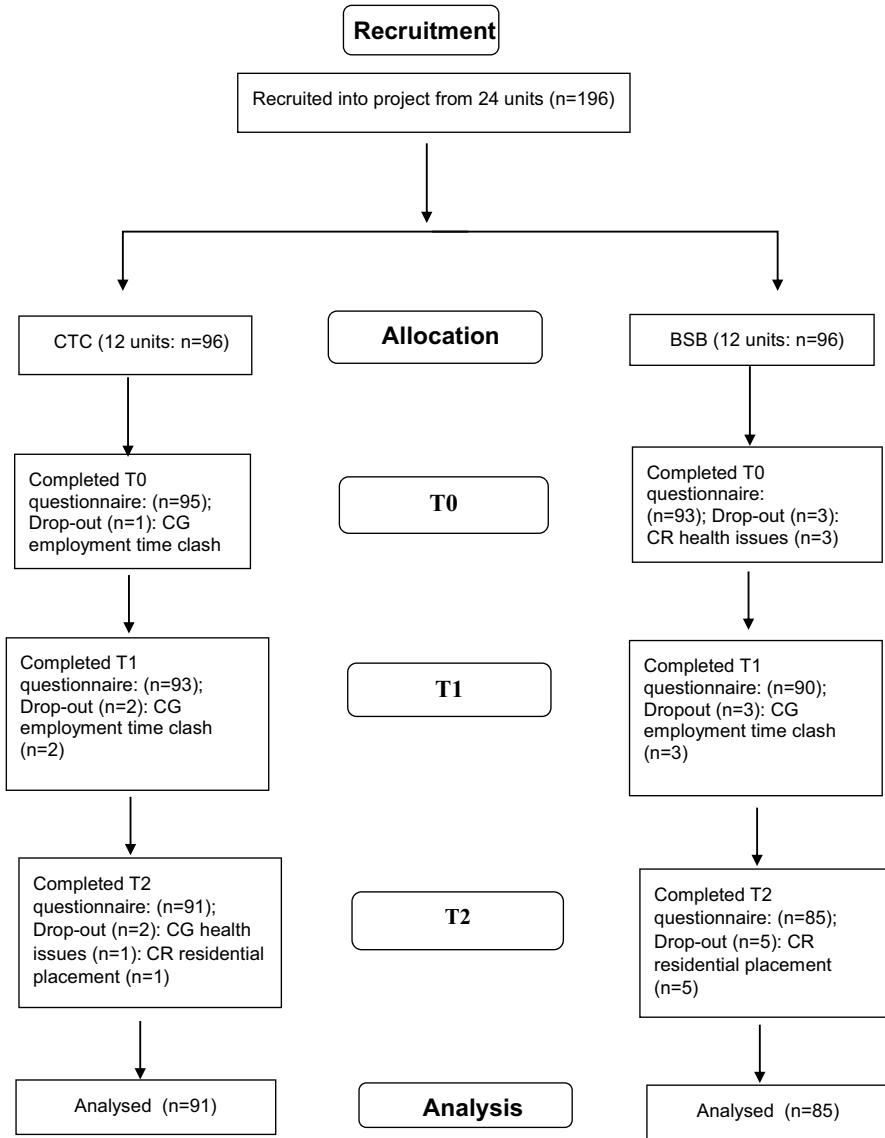 Recruitment
Recruited into project from 24 units (n=196)
CTC (12 units: n=96)
Allocation
BSB (12 units: n=96)
Completed T0
questionnaire: (n=95);
Drop-out (n=1): CG
employment time clash
T0
Completed T0
questionnaire:
(n=93); Drop-out (n=3):
CR health issues (n=3)
Completed T1
questionnaire: (n=93);
Drop-out (n=2): CG
employment time clash
(n=2)
T1
Completed T1
questionnaire: (n=90);
Dropout (n=3): CG
employment time clash
(n=3)
Completed T2
questionnaire: (n=91);
Drop-out (n=2): CG health
issues (n=1): CR residential
placement (n=1)
T2
Completed T2
questionnaire: (n=85);
Drop-out (n=5): CR
residential placement
(n=5)
Analysed (n=91)
Analysis
Analysed (n=85)